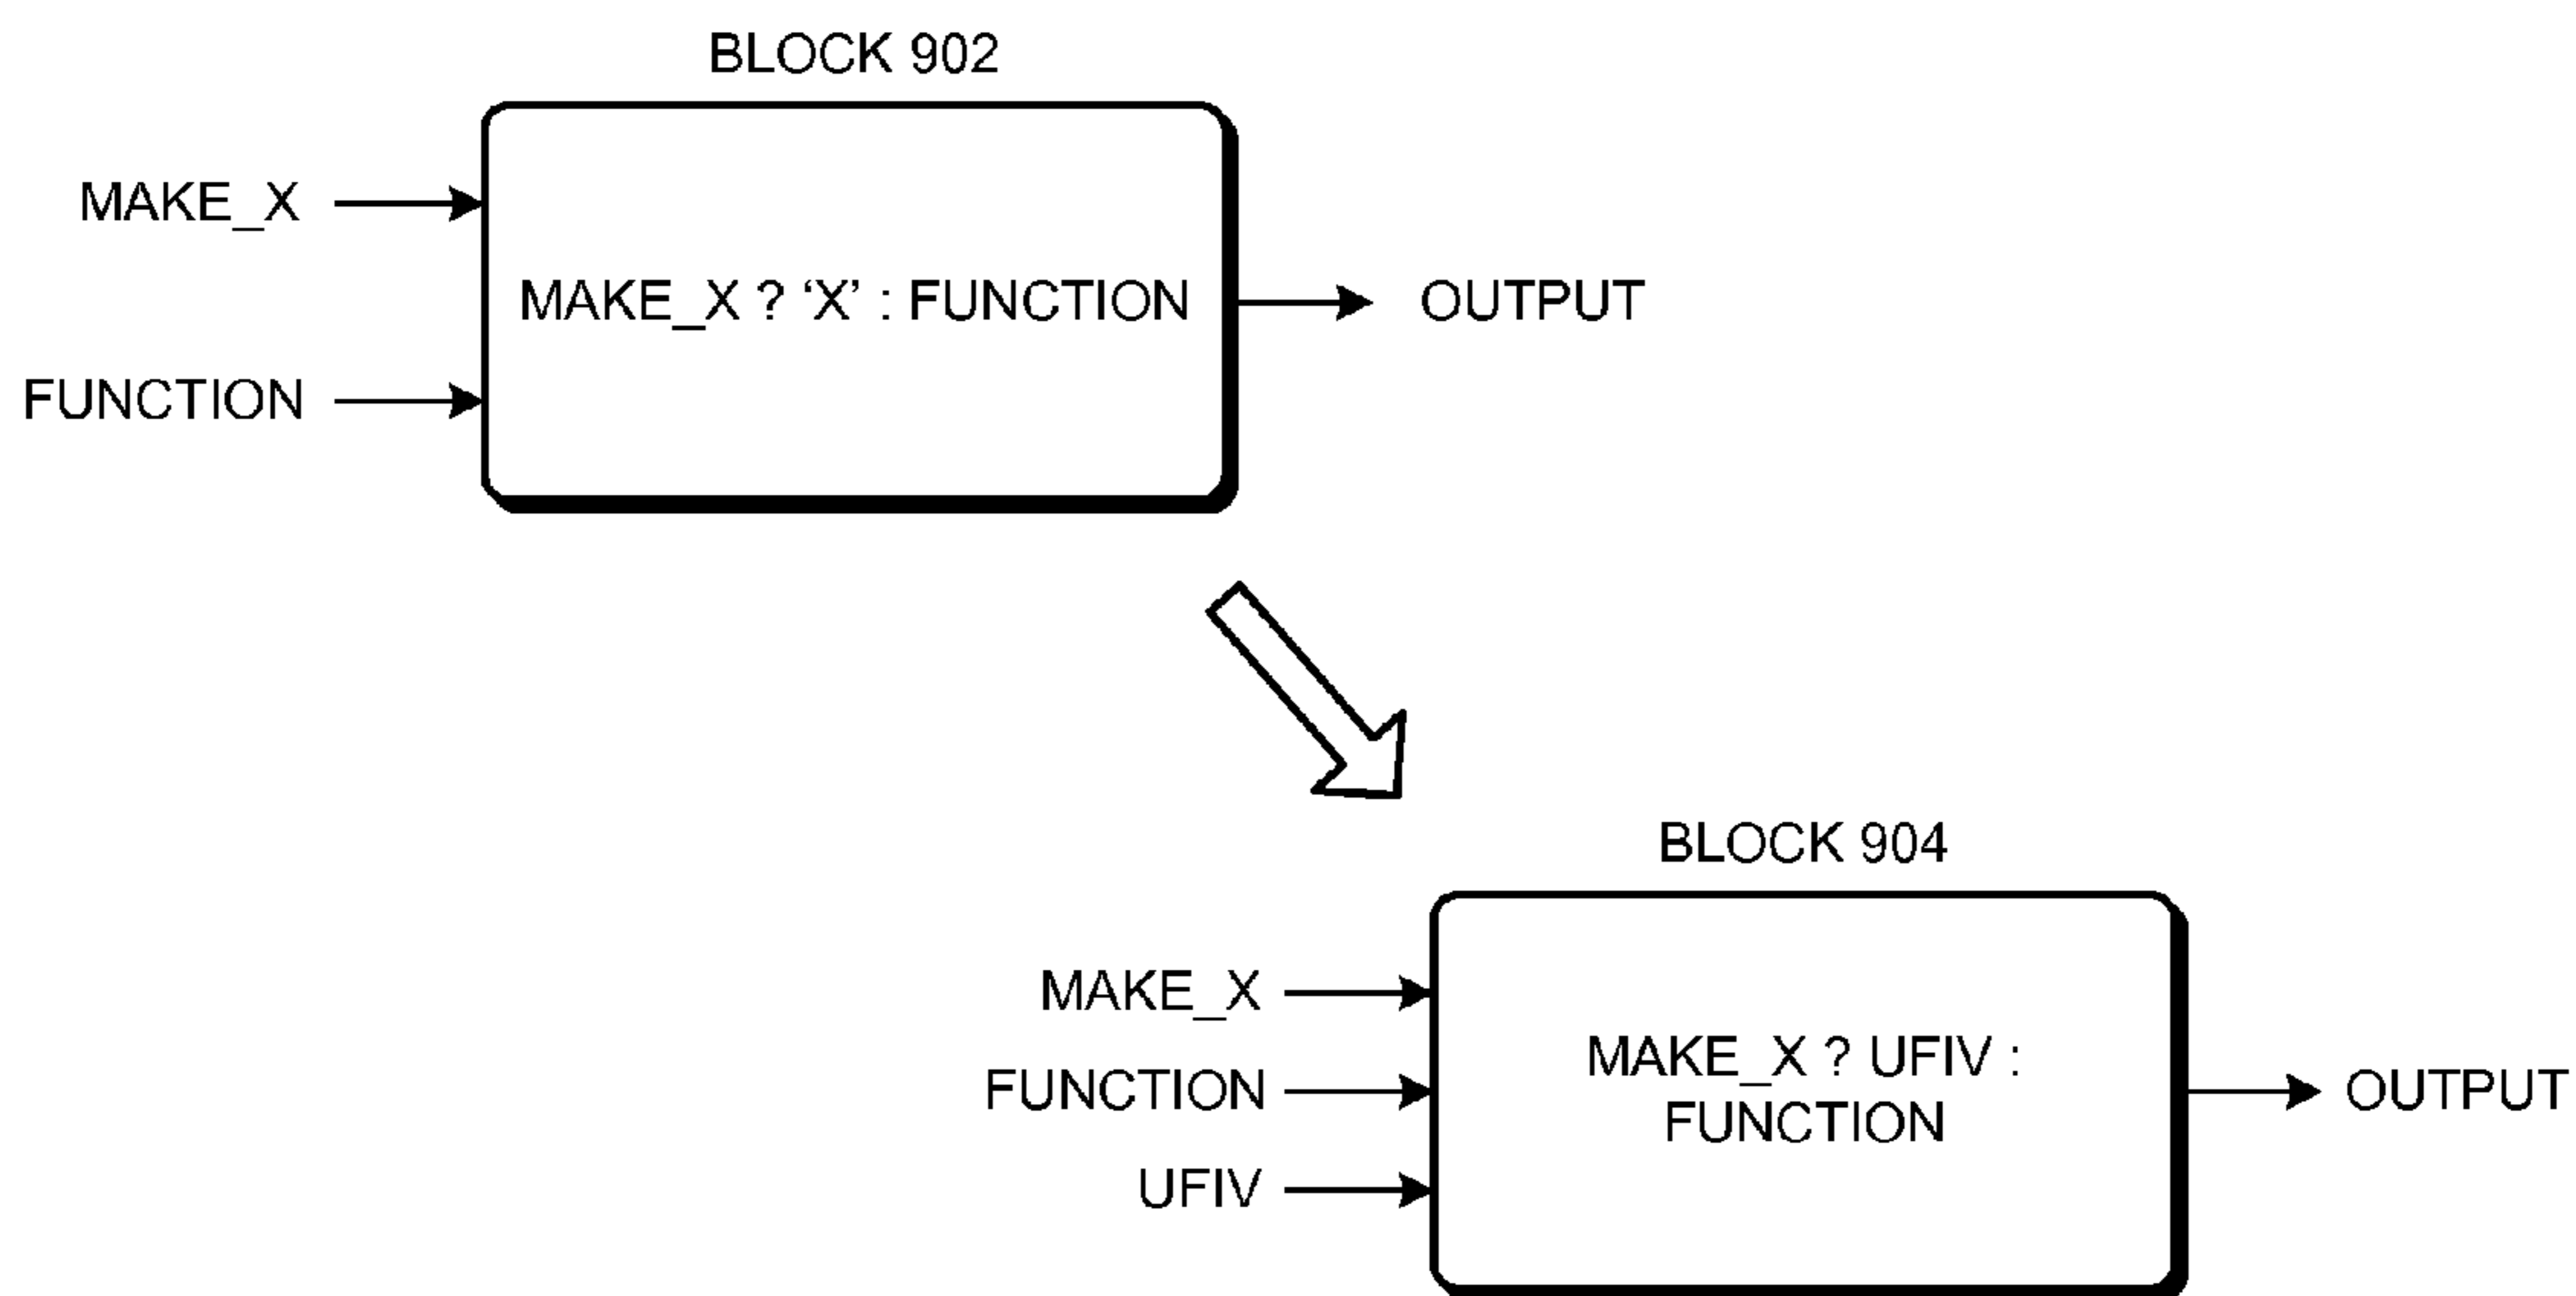 BLOCK 902
MAKE_X
MAKE_X ? ‘X’ : FUNCTION
OUTPUT
FUNCTION
BLOCK 904
MAKE_X
MAKE_X ? UFIV :
FUNCTION
FUNCTION
OUTPUT
UFIV